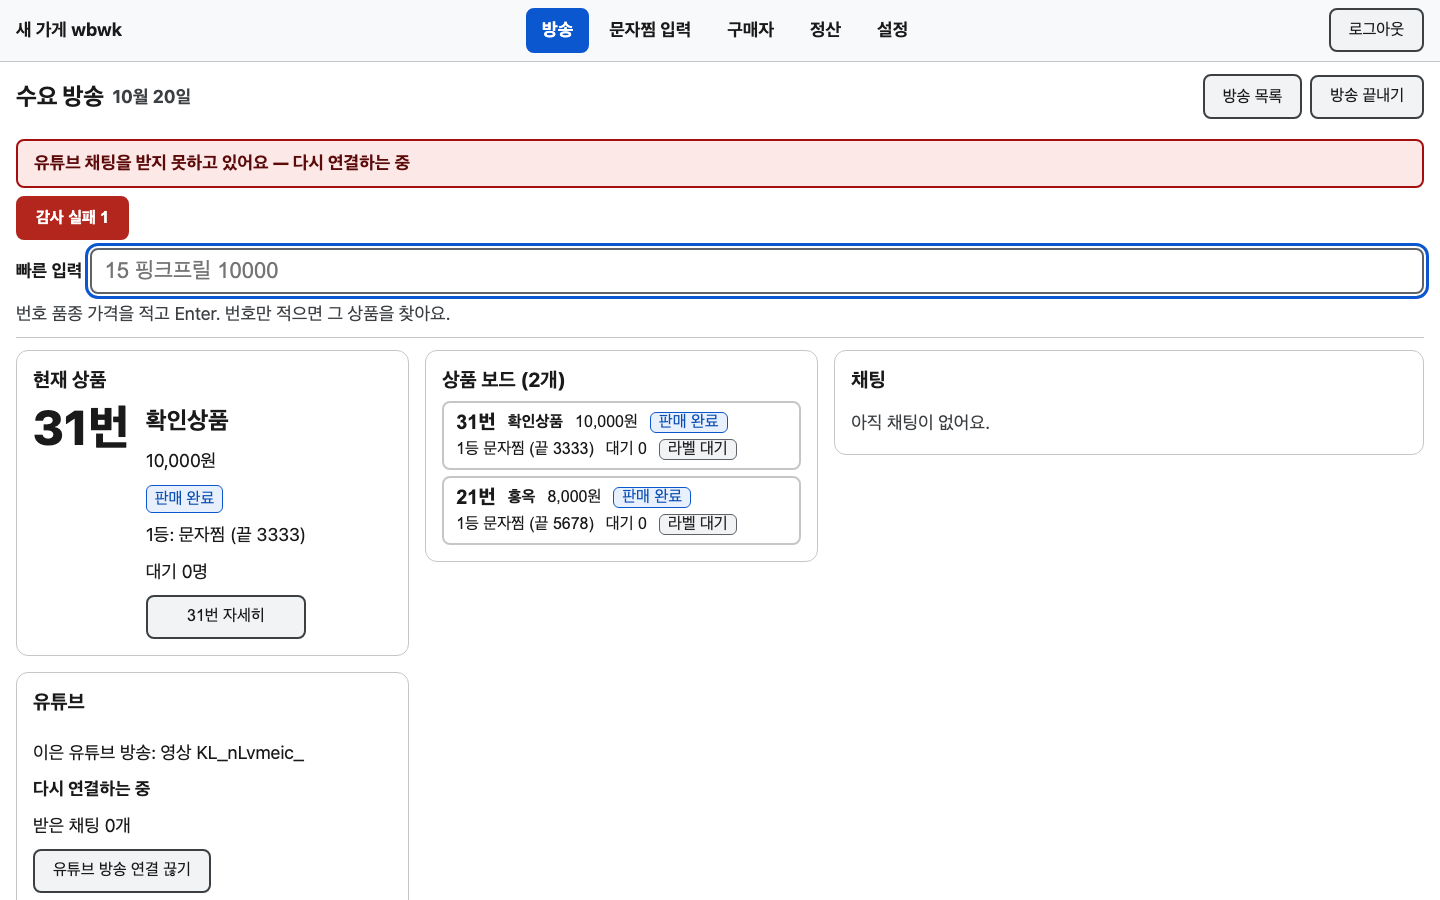 새 가게 wbwk
방송 문자찜 입력 구매자 정산 설정
로그아웃
수요 방송 10월 20일
방송 목록 방송 끝내기
유튜브 채팅을 받지 못하고 있어요 — 다시 연결하는 중
감사 실패 1
빠른 입력 15 핑크프릴 10000
번호 품종 가격을 적고 Enter. 번호만 적으면 그 상품을 찾아요.
현재 상품
31번 확인상품
10,000원
판매 완료
1등: 문자찜 (끝 3333)
대기 0명
31번 자세히
유튜브
이은 유튜브 방송: 영상 KL_nLvmeic_
다시 연결하는 중
받은 채팅 0개
유튜브 방송 연결 끊기
상품 보드 (2개)
31번 확인상품 10,000원 판매 완료
1등 문자찜 (끝 3333) 대기 0 라벨 대기
21번 홍옥 8,000원 판매 완료
1등 문자찜 (끝 5678) 대기 0 라벨 대기
채팅
아직 채팅이 없어요.